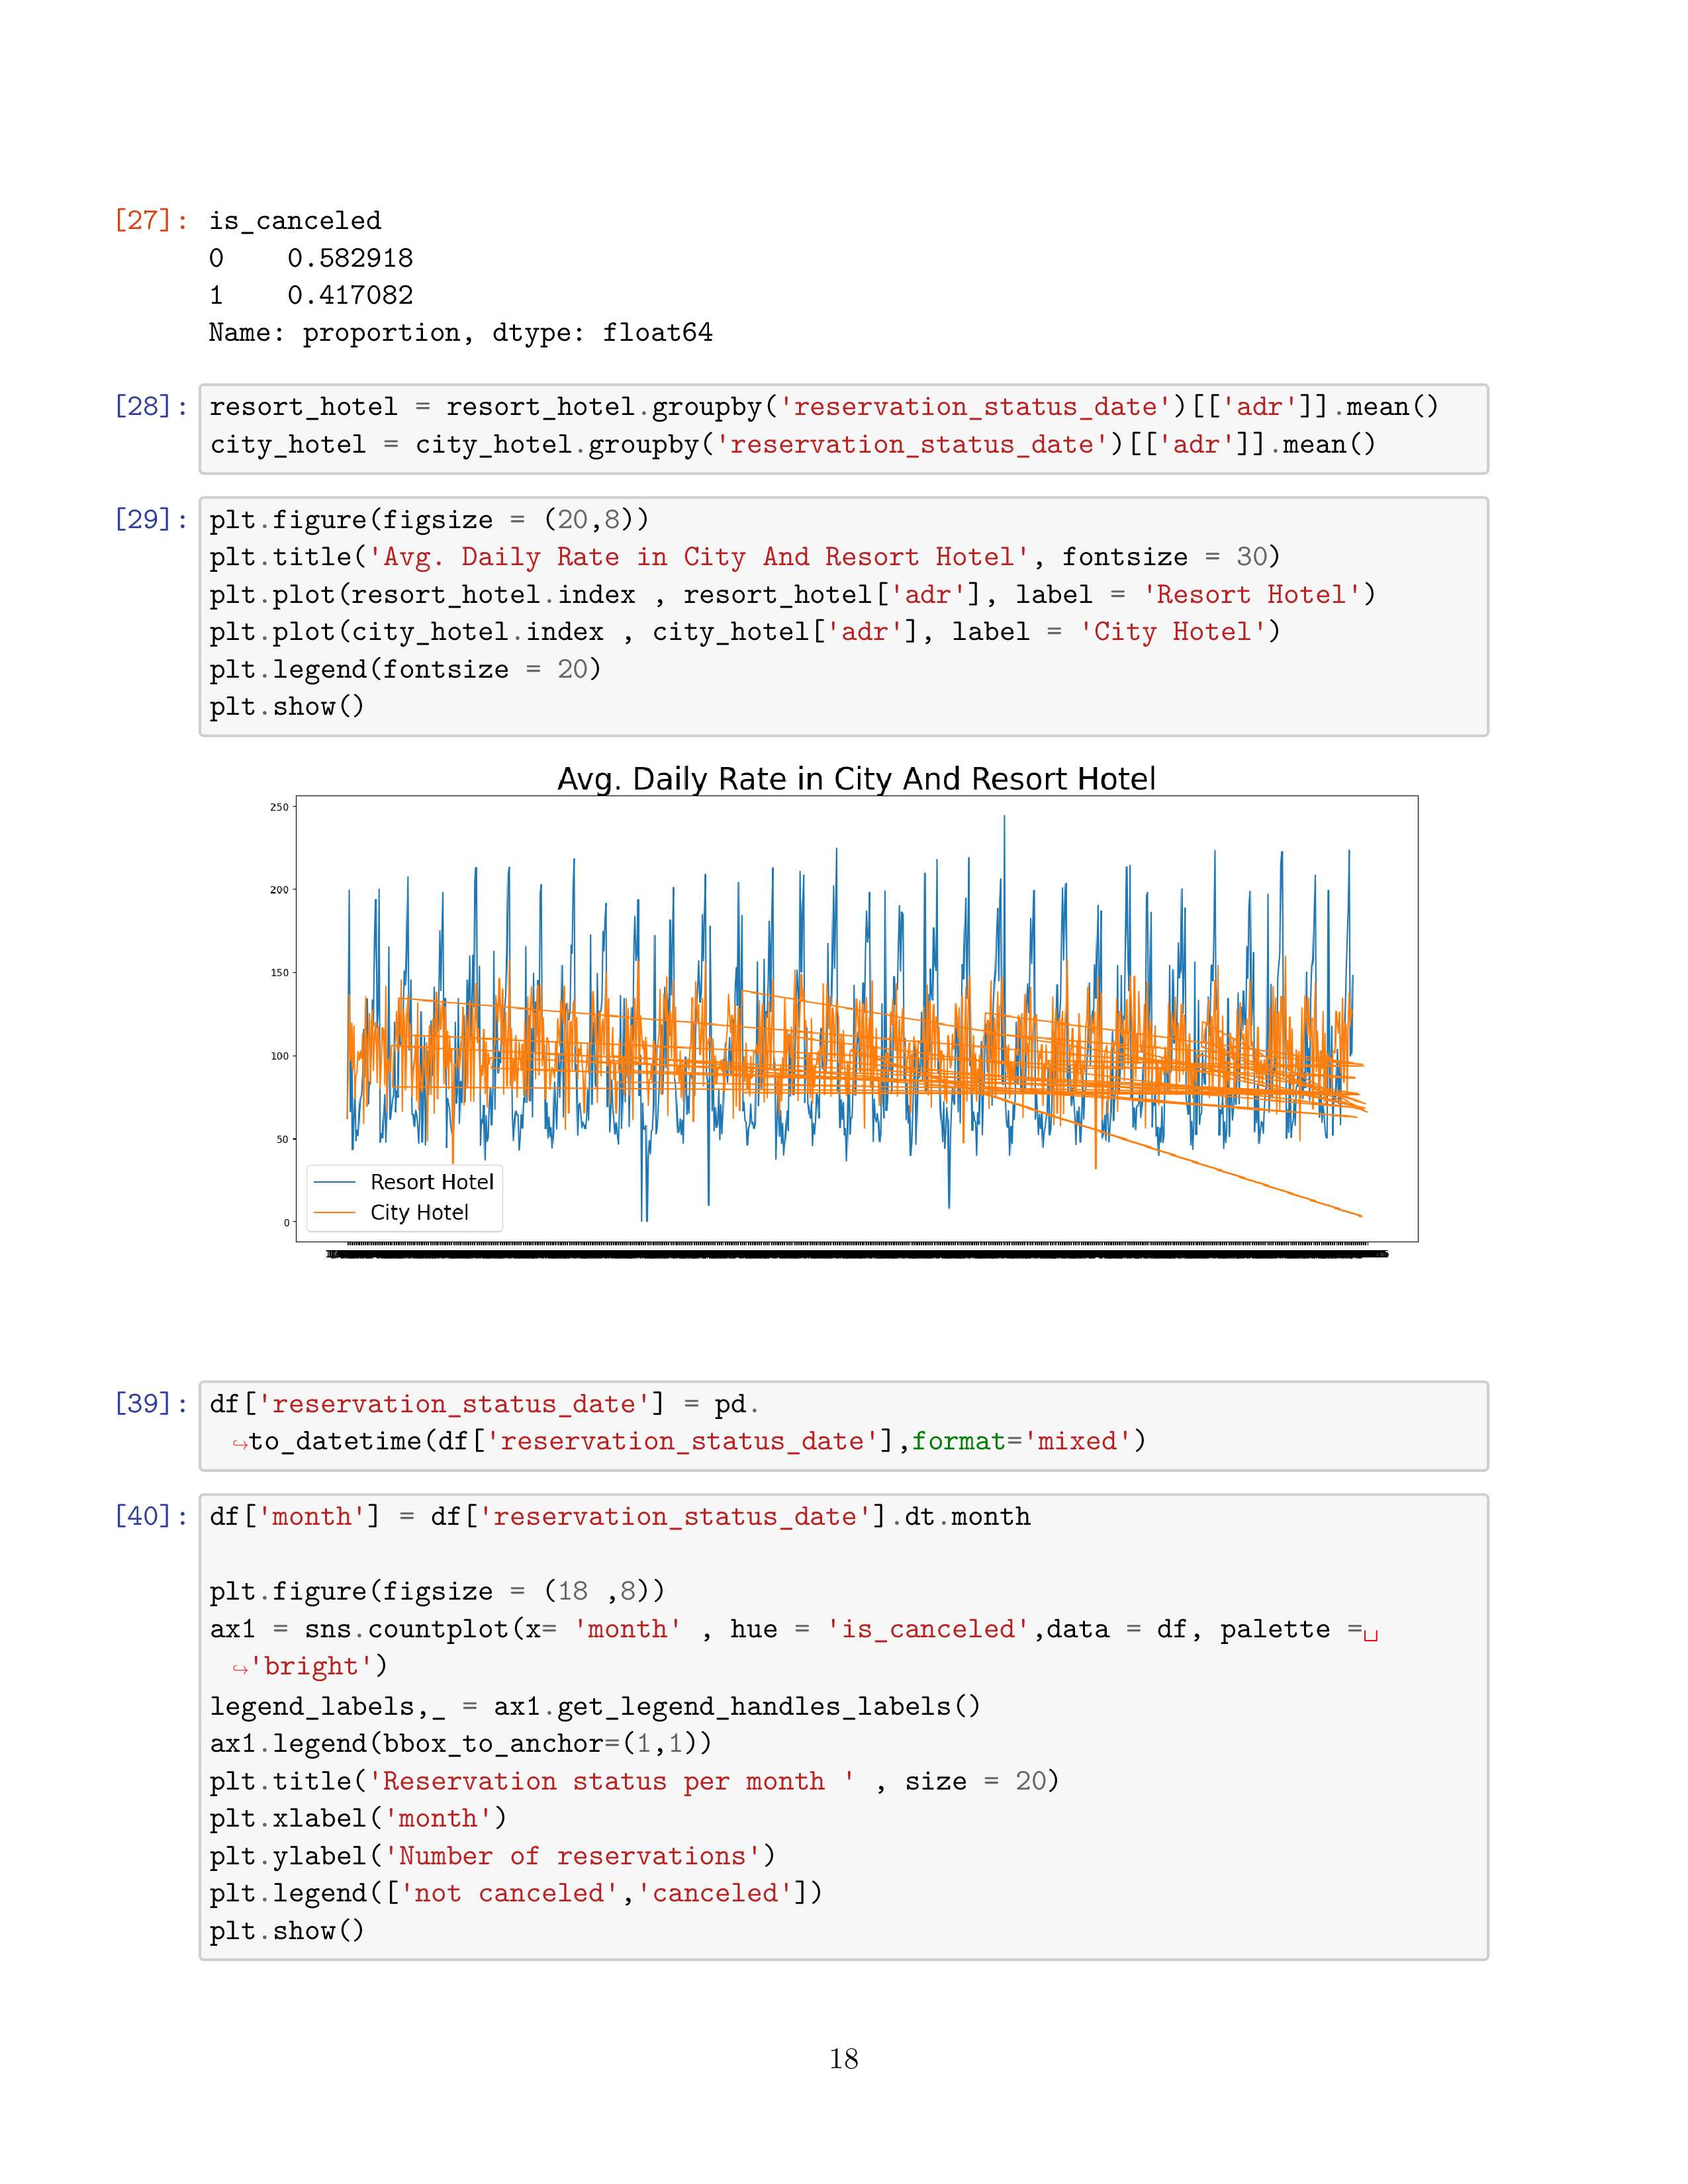 [27]: is_canceled
0    0.582918
1    0.417082
Name: proportion, dtype: float64
[28]: resort_hotel = resort_hotel.groupby('reservation_status_date')[['adr']].mean()
city_hotel = city_hotel.groupby('reservation_status_date')[['adr']].mean()
[29]: plt.figure(figsize = (20,8))
plt.title('Avg. Daily Rate in City And Resort Hotel', fontsize = 30)
plt.plot(resort_hotel.index , resort_hotel['adr'], label = 'Resort Hotel')
plt.plot(city_hotel.index , city_hotel['adr'], label = 'City Hotel')
plt.legend(fontsize = 20)
plt.show()
Avg. Daily Rate in City And Resort Hotel
250
200
150
100
50
0
Resort Hotel
City Hotel
[39]: df['reservation_status_date'] = pd.
↪to_datetime(df['reservation_status_date'],format='mixed')
[40]: df['month'] = df['reservation_status_date'].dt.month
plt.figure(figsize = (18 ,8))
ax1 = sns.countplot(x= 'month' , hue = 'is_canceled',data = df, palette =␣
↪'bright')
legend_labels,_ = ax1.get_legend_handles_labels()
ax1.legend(bbox_to_anchor=(1,1))
plt.title('Reservation status per month ' , size = 20)
plt.xlabel('month')
plt.ylabel('Number of reservations')
plt.legend(['not canceled','canceled'])
plt.show()
18